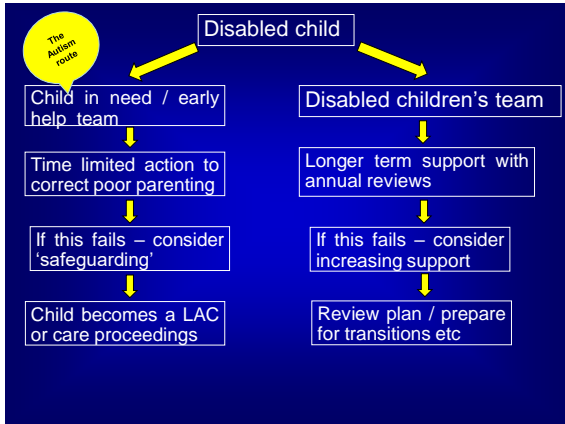 Disabled child
The
Autism
route
Child in need / early
help team
Time limited action to
correct poor parenting
If this fails – consider
‘safeguarding’
Child becomes a LAC
or care proceedings
Disabled children’s team
Longer term support with
annual reviews
If this fails – consider
increasing support
Review plan / prepare
for transitions etc